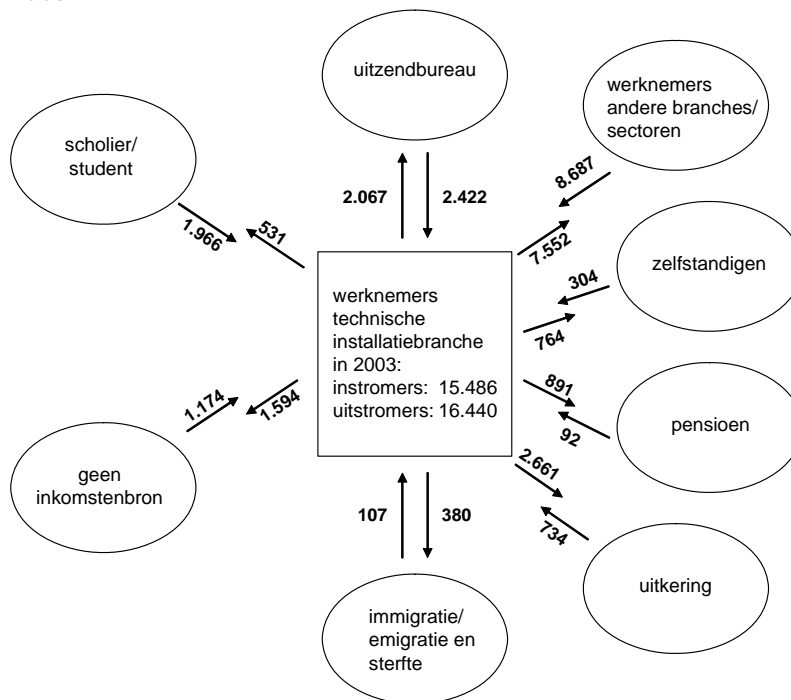 uitzendbureau
werknemers
andere branches/
sectoren
scholier/
student
8.687
2.067
2.422
7.552
1.966
531
zelfstandigen
304
764
werknemers
technische
installatiebranche
in 2003:
instromers: 15.486
uitstromers: 16.440
891
92
pensioen
1.174
1.594
geen
inkomstenbron
2.661
734
107
380
uitkering
immigratie/
emigratie en
sterfte